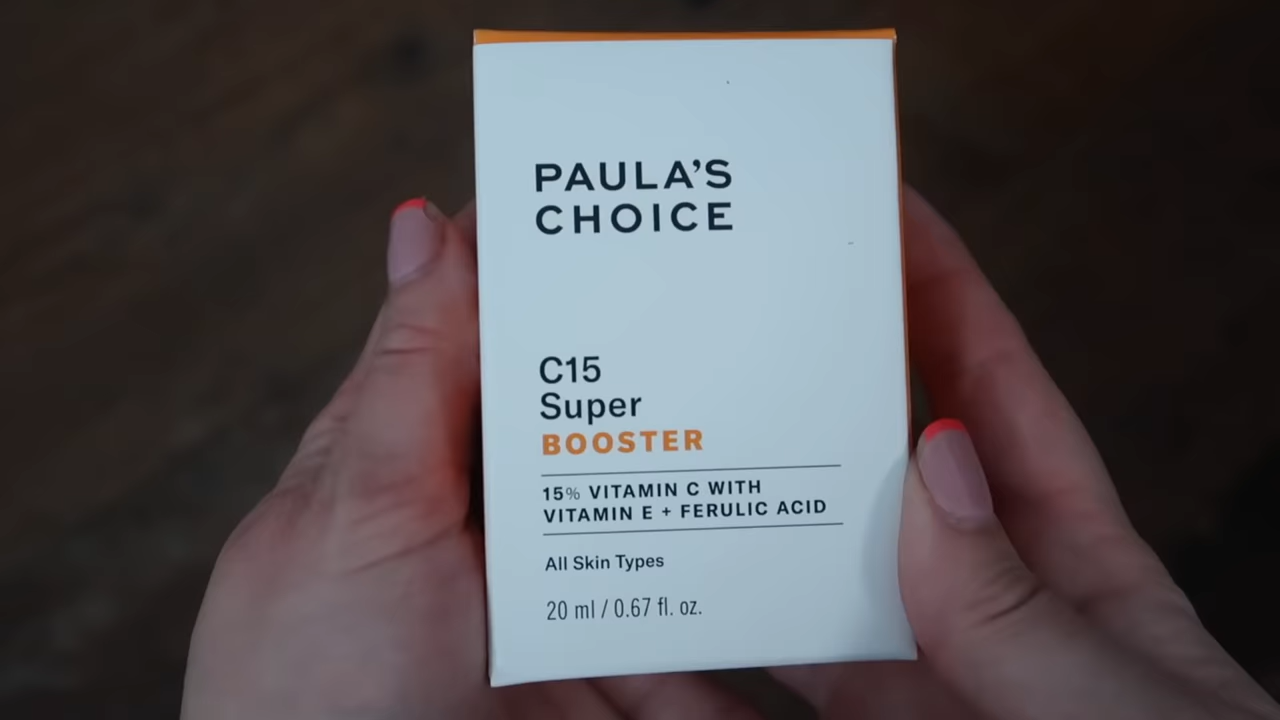 PAULA'S
CHOICE
C15
Super
BOOSTER
15% VITAMIN C WITH
VITAMIN E + FERULIC ACID
All Skin Types
20 ml / 0.67 fl. oz.